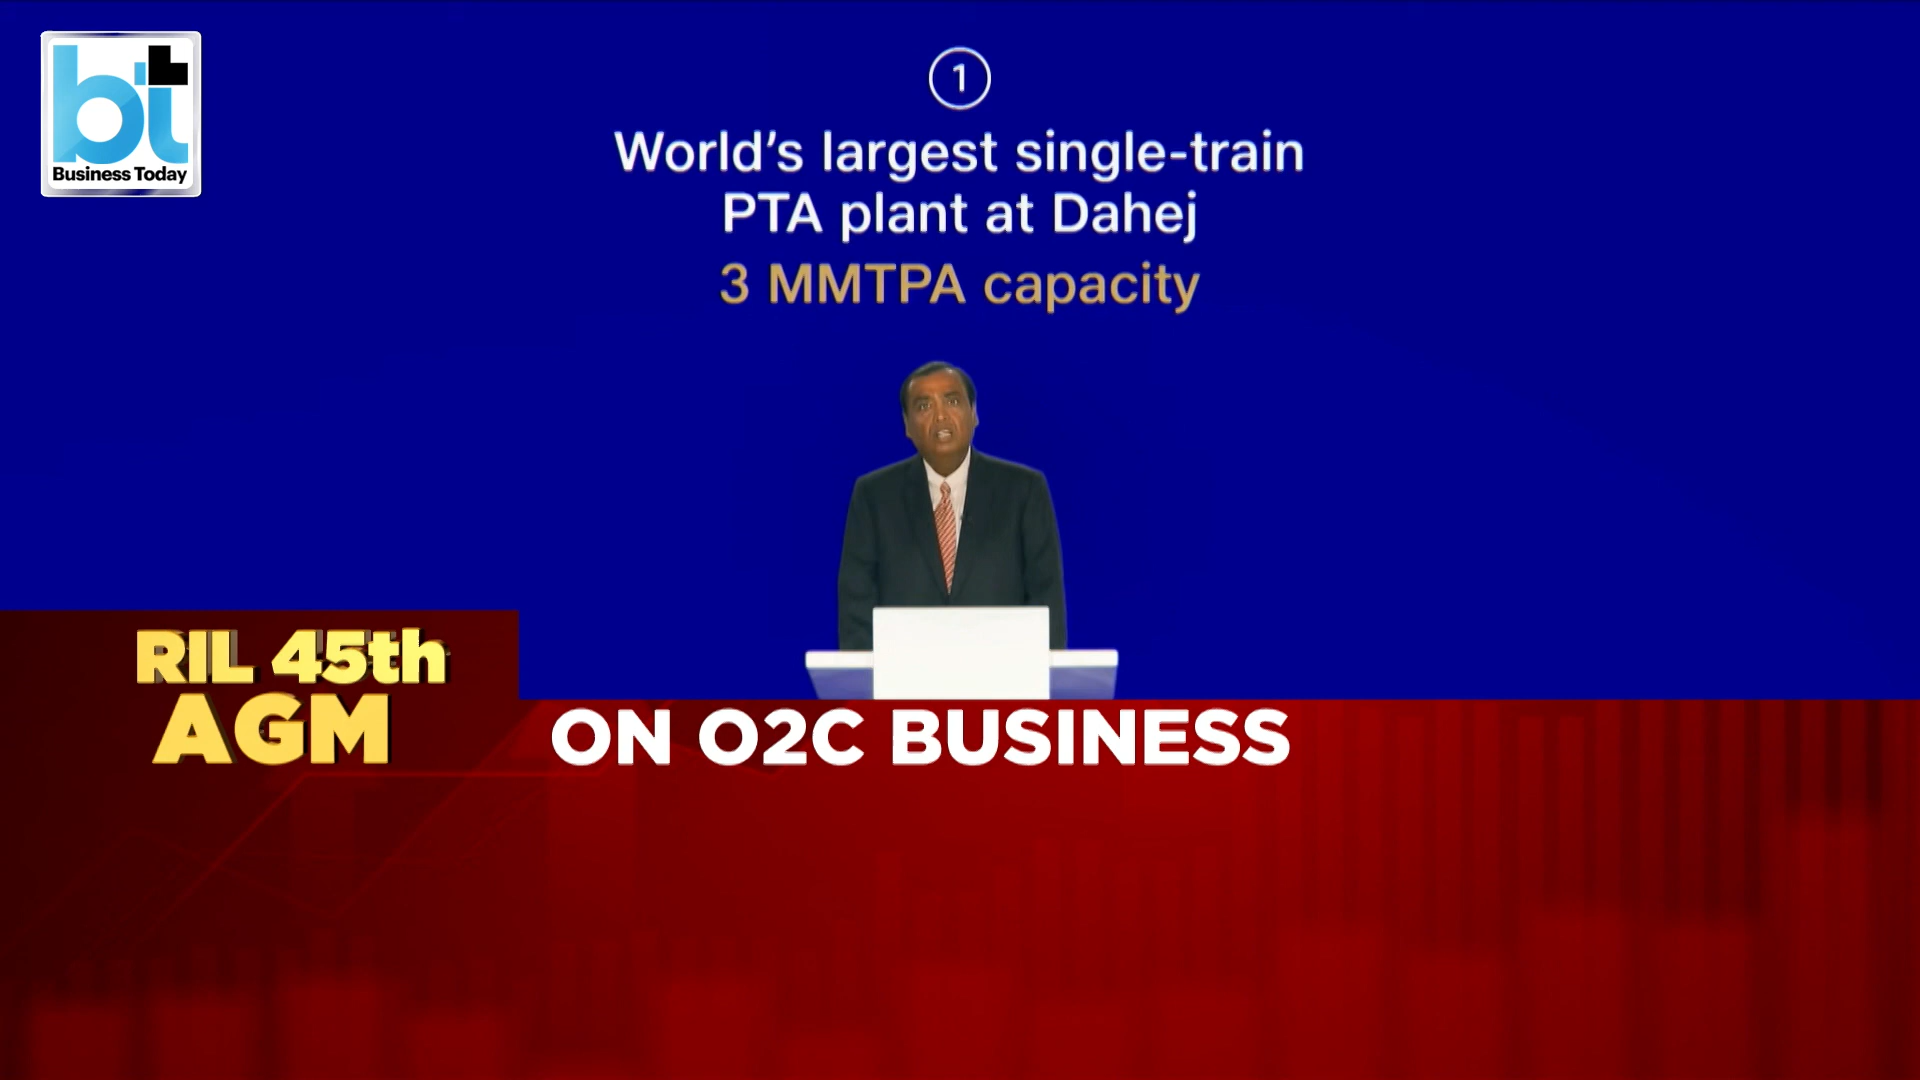 bt
Business Today
1
World's largest single-train
PTA plant at Dahej
3 MMTPA capacity
RIL 45th
AGM
ON O2C BUSINESS